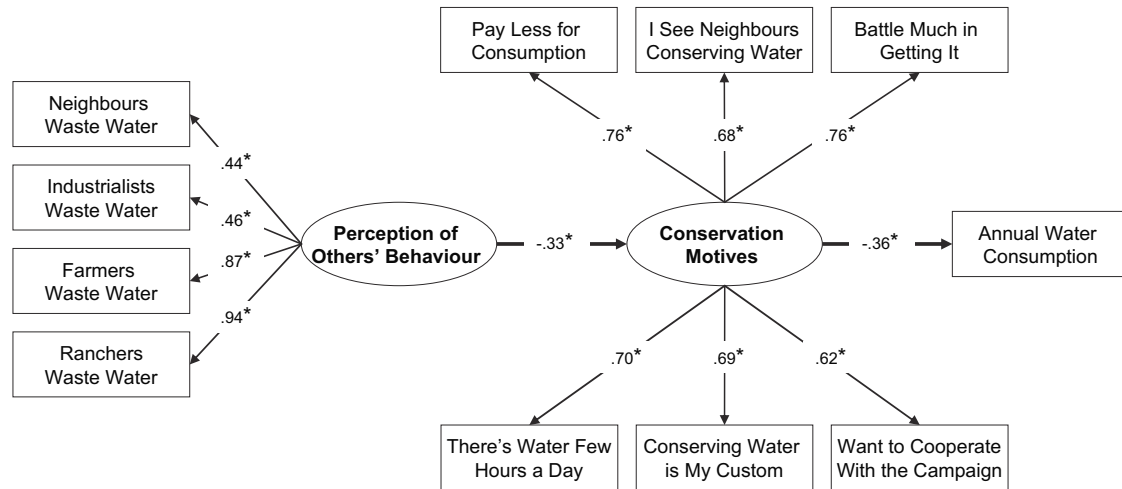 Pay Less for
Consumption
I See Neighbours
Conserving Water
Battle Much in
Getting It
Neighbours
Waste Water
Industrialists
Waste Water
Farmers
Waste Water
Ranchers
Waste Water
.44*
.46*
.87*
.94*
Perception of
Others’ Behaviour
-.33*
.76*
.68*
.76*
Conservation
Motives
-.36*
Annual Water
Consumption
.70*
.69*
.62*
There’s Water Few
Hours a Day
Conserving Water
is My Custom
Want to Cooperate
With the Campaign